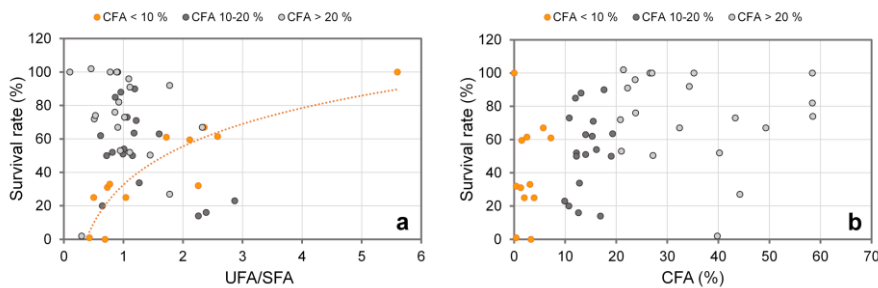 CFA < 10 % CFA 10-20 % CFA > 20 %
120
100
80
60
40
20
0
Survival rate (%)
0 1 2 3 4 5 6
UFA/SFA
a
CFA < 10 % CFA 10-20 % CFA > 20 %
120
100
80
60
40
20
0
Survival rate (%)
0 10 20 30 40 50 60 70
CFA (%)
b